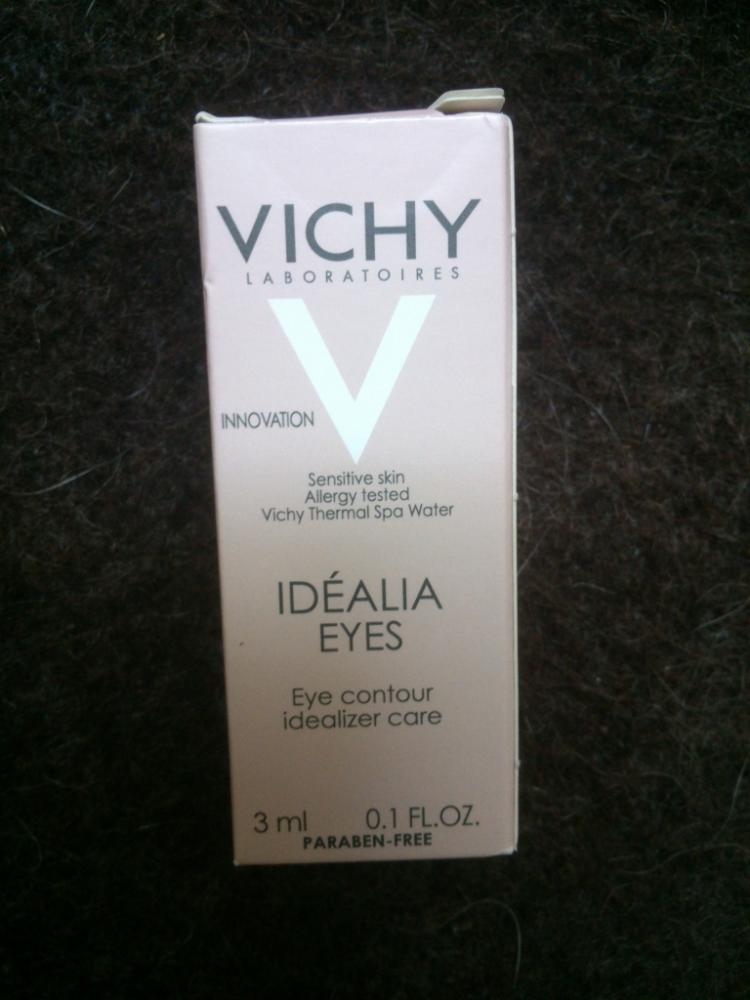 VICHY
LABORATOIRES
V
INNOVATION
Sensitive skin
Allergy tested
Vichy Thermal Spa Water
IDÉALIA
EYES
Eye contour
idealizer care
3 ml 0.1 FL.OZ.
PARABEN-FREE